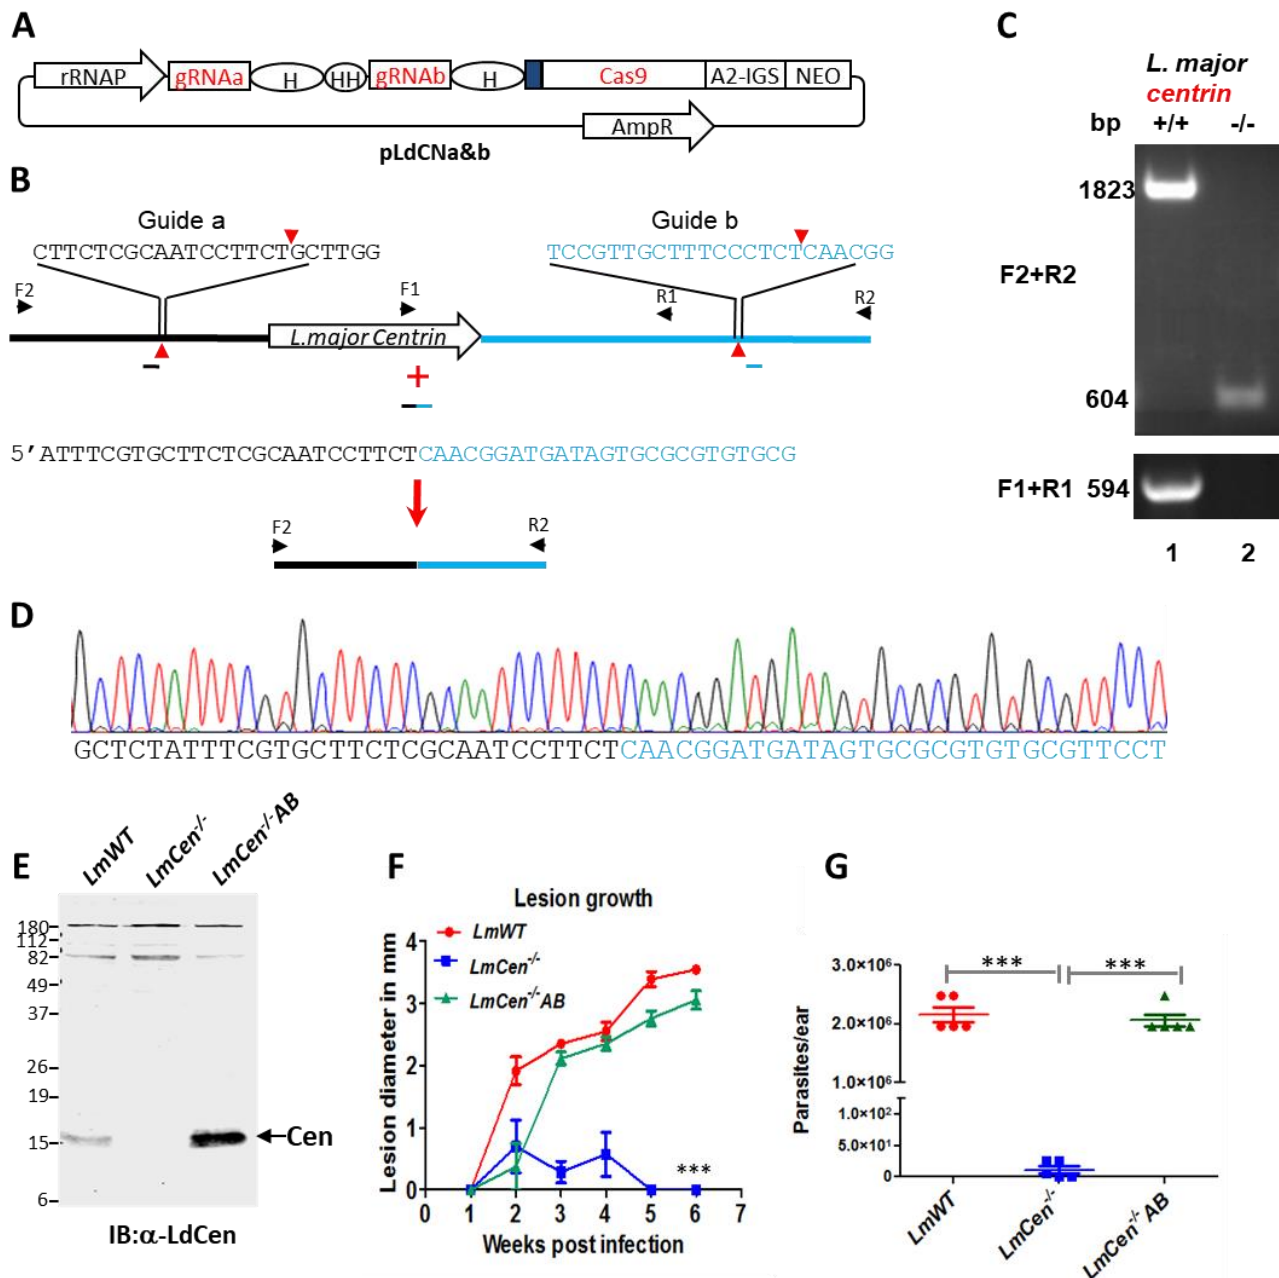 A
rRNAP gRNAa H HH gRNAb H Cas9 A2-IGS NEO
AmpR
pLdCNa&b
B
Guide a Guide b
CTTCTCGCAATCCTTCTGCTTGG TCCGTTGCTTTCCCTCTCAACGG
F2 F1 R1 R2
L.major Centrin
+
5’ATTTCGTGCTTCTCGCAATCCTTCTCAACGGATGATAGTGCGCGTGTGCG
F2 R2
C
L. major
centrin
bp +/+ -/-
1823
F2+R2
604
F1+R1 594
1 2
D
GCTCTATTTCGTGCTTCTCGCAATCCTTCTCAACGGATGATAGTGCGCGTGTGCGTTCCT
E
LmWT LmCen-/- LmCen-/-AB
180
112
82
49
37
26
19
15
6
Cen
IB:α-LdCen
F
Lesion growth
LmWT
LmCen-/-
LmCen-/-AB
Lesion diameter in mm
4
3
2
1
0
***
0 1 2 3 4 5 6 7
Weeks post infection
G
*** ***
Parasites/ear
3.0×10⁶
2.0×10⁶
1.0×10⁶
1.0×10²
5.0×10¹
0
LmWT LmCen-/- LmCen-/-AB